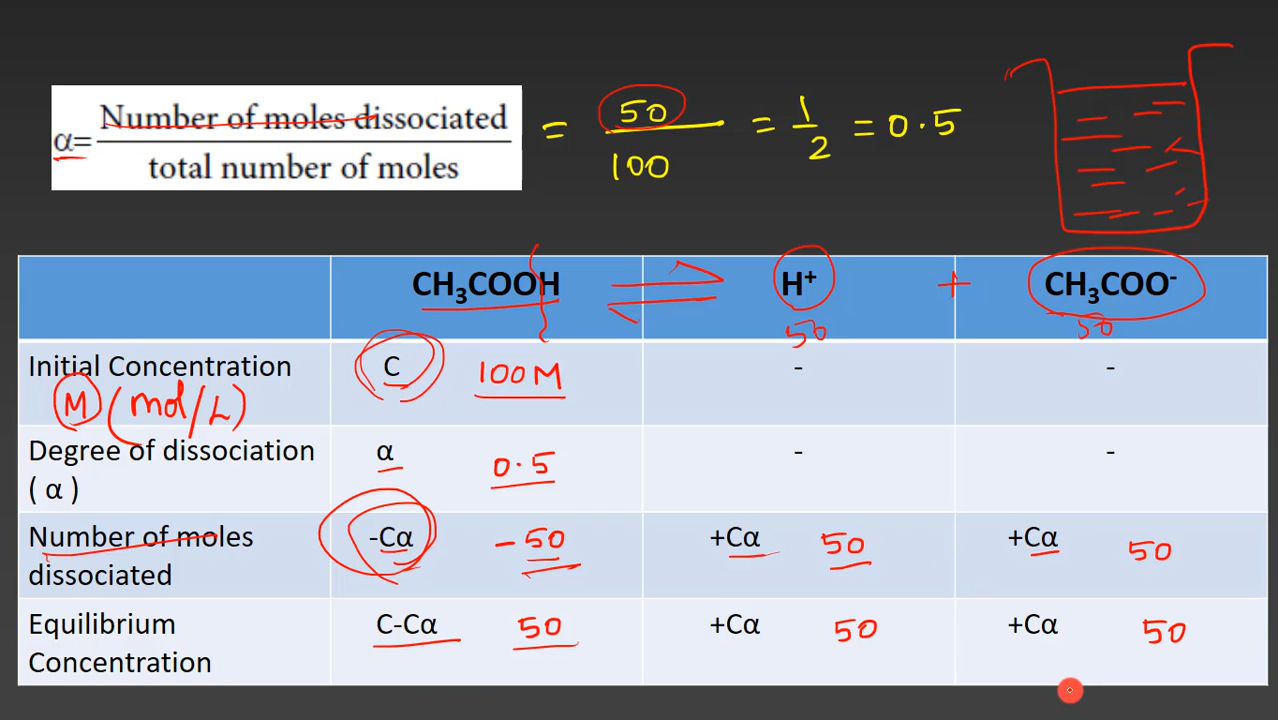 α= Number of moles dissociated / total number of moles = 50 / 100 = 1 / 2 = 0.5
CH₃COOH ⇌ H⁺ + CH₃COO⁻
50 50
Initial Concentration C 100M - -
M (mol/L)
Degree of dissociation α 0.5 - -
( α )
Number of moles -Cα -50 +Cα 50 +Cα 50
dissociated
Equilibrium C-Cα 50 +Cα 50 +Cα 50
Concentration